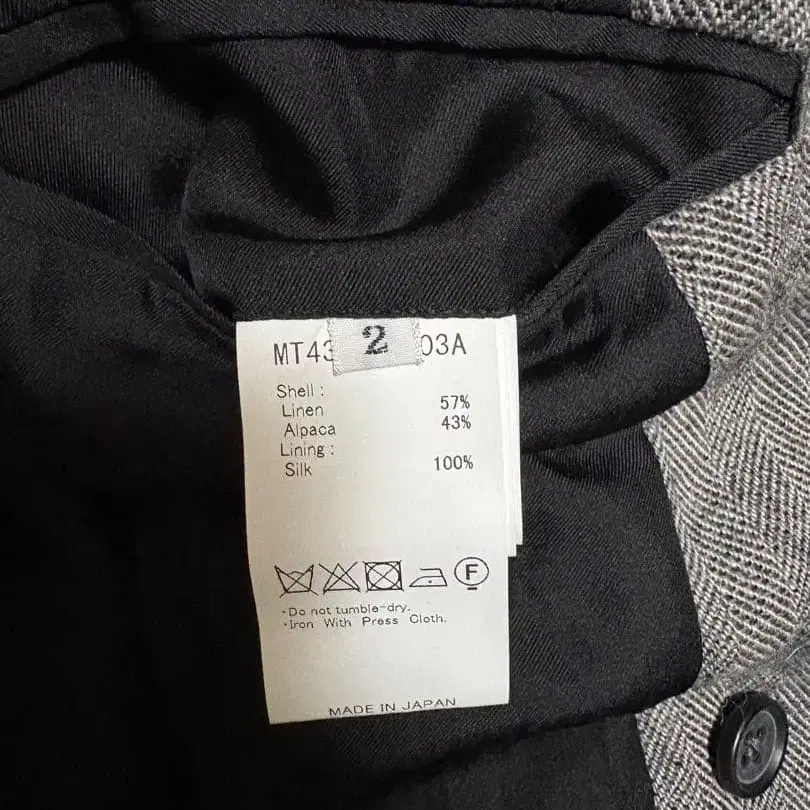 2
MT43 03A
Shell :
Linen 57%
Alpaca 43%
Lining :
Silk 100%
F
·Do not tumble-dry.
·Iron With Press Cloth.
MADE IN JAPAN